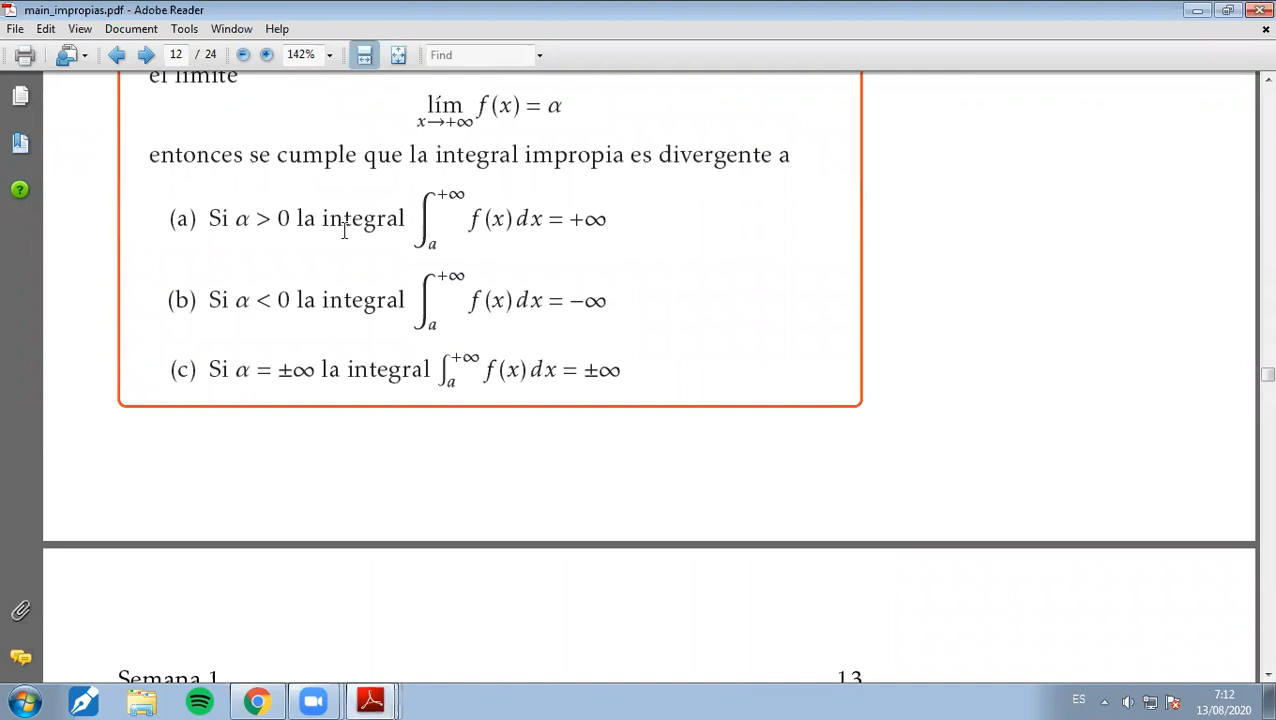 main_impropias.pdf - Adobe Reader
File Edit View Document Tools Window Help
12 / 24 142% Find
el límite
lím f(x) = α
x→+∞
entonces se cumple que la integral impropia es divergente a
(a) Si α > 0 la integral ∫_a^{+∞} f(x) dx = +∞
(b) Si α < 0 la integral ∫_a^{+∞} f(x) dx = −∞
(c) Si α = ±∞ la integral ∫_a^{+∞} f(x) dx = ±∞
Semana 1 13
ES 7:12
13/08/2020